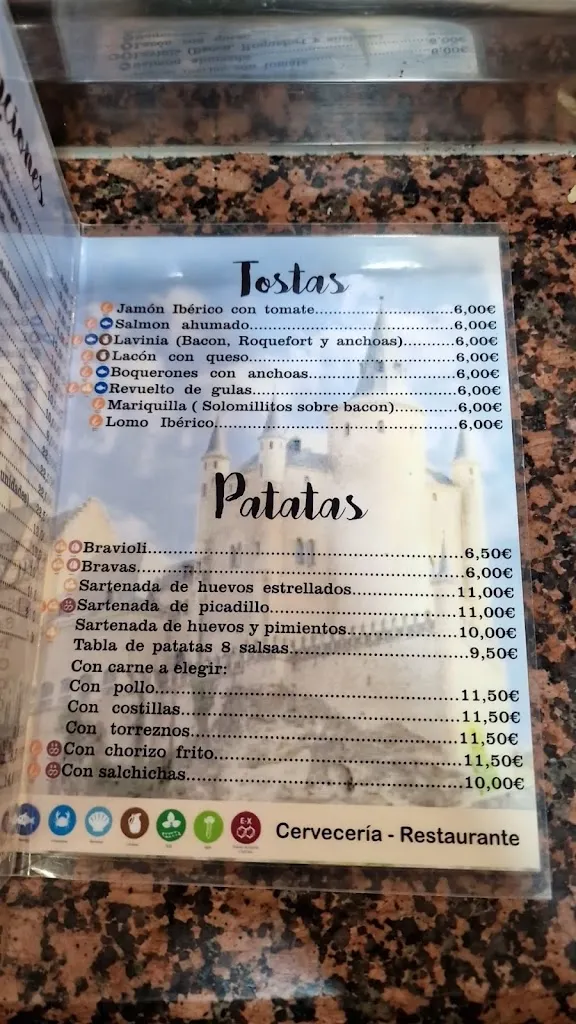 Tostas
Jamón Ibérico con tomate..................................6,00€
Salmon ahumado..................................................6,00€
Lavinia (Bacon, Roquefort y anchoas)............6,00€
Lacón con queso...................................................6,00€
Boquerones con anchoas....................................6,00€
Revuelto de gulas.................................................6,00€
Mariquilla ( Solomillitos sobre bacon)..............6,00€
Lomo Ibérico..........................................................6,00€
Patatas
Bravioli....................................................................6,50€
Bravas......................................................................6,00€
Sartenada de huevos estrellados.....................11,00€
Sartenada de picadillo......................................11,00€
Sartenada de huevos y pimientos...................10,00€
Tabla de patatas 8 salsas..................................9,50€
Con carne a elegir:
Con pollo..............................................................11,50€
Con costillas.........................................................11,50€
Con torreznos......................................................11,50€
Con chorizo frito..................................................11,50€
Con salchichas.....................................................10,00€
E-X
Cervecería - Restaurante